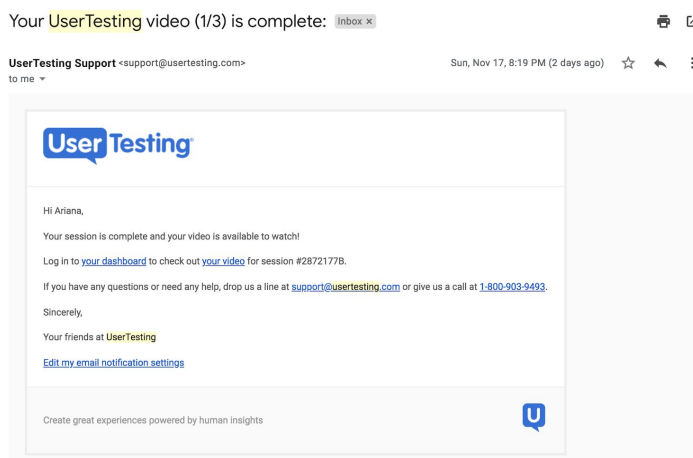 Your UserTesting video (1/3) is complete: Inbox ×
UserTesting Support <support@usertesting.com> Sun, Nov 17, 8:19 PM (2 days ago)
to me
User Testing
Hi Ariana,
Your session is complete and your video is available to watch!
Log in to your dashboard to check out your video for session #2872177B.
If you have any questions or need any help, drop us a line at support@usertesting.com or give us a call at 1-800-903-9493.
Sincerely,
Your friends at UserTesting
Edit my email notification settings
Create great experiences powered by human insights U